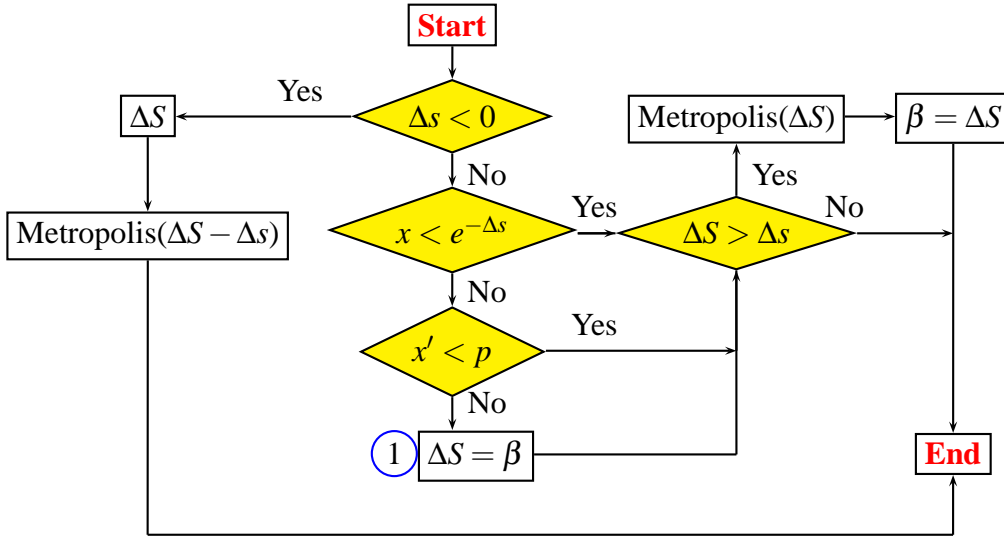 Start
Yes
Δs < 0
ΔS
Metropolis(ΔS)
β = ΔS
No
Yes
Metropolis(ΔS − Δs)
x < e^{−Δs}
Yes
ΔS > Δs
No
No
x′ < p
Yes
No
1
ΔS = β
End